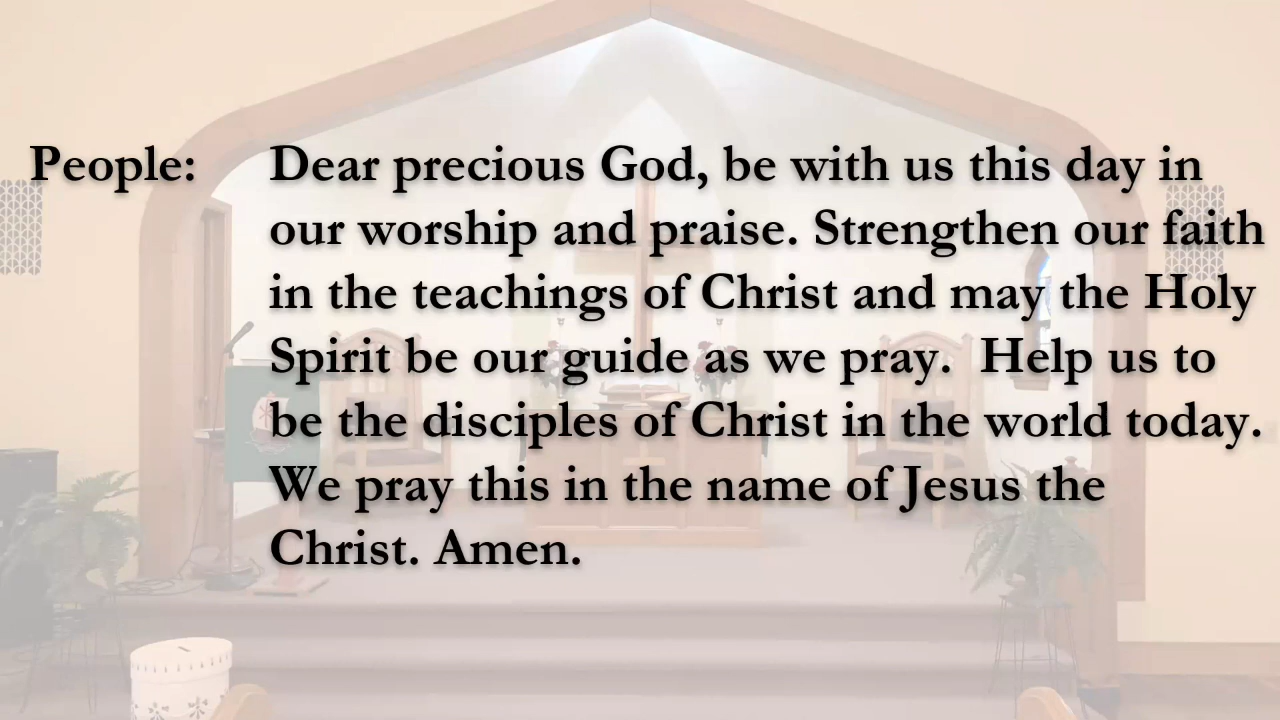 People: Dear precious God, be with us this day in
our worship and praise. Strengthen our faith
in the teachings of Christ and may the Holy
Spirit be our guide as we pray.  Help us to
be the disciples of Christ in the world today.
We pray this in the name of Jesus the
Christ. Amen.